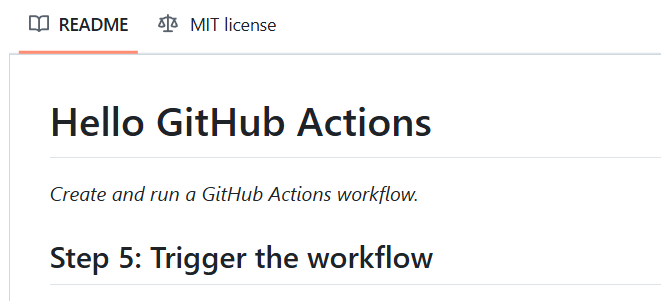 README MIT license
Hello GitHub Actions
Create and run a GitHub Actions workflow.
Step 5: Trigger the workflow